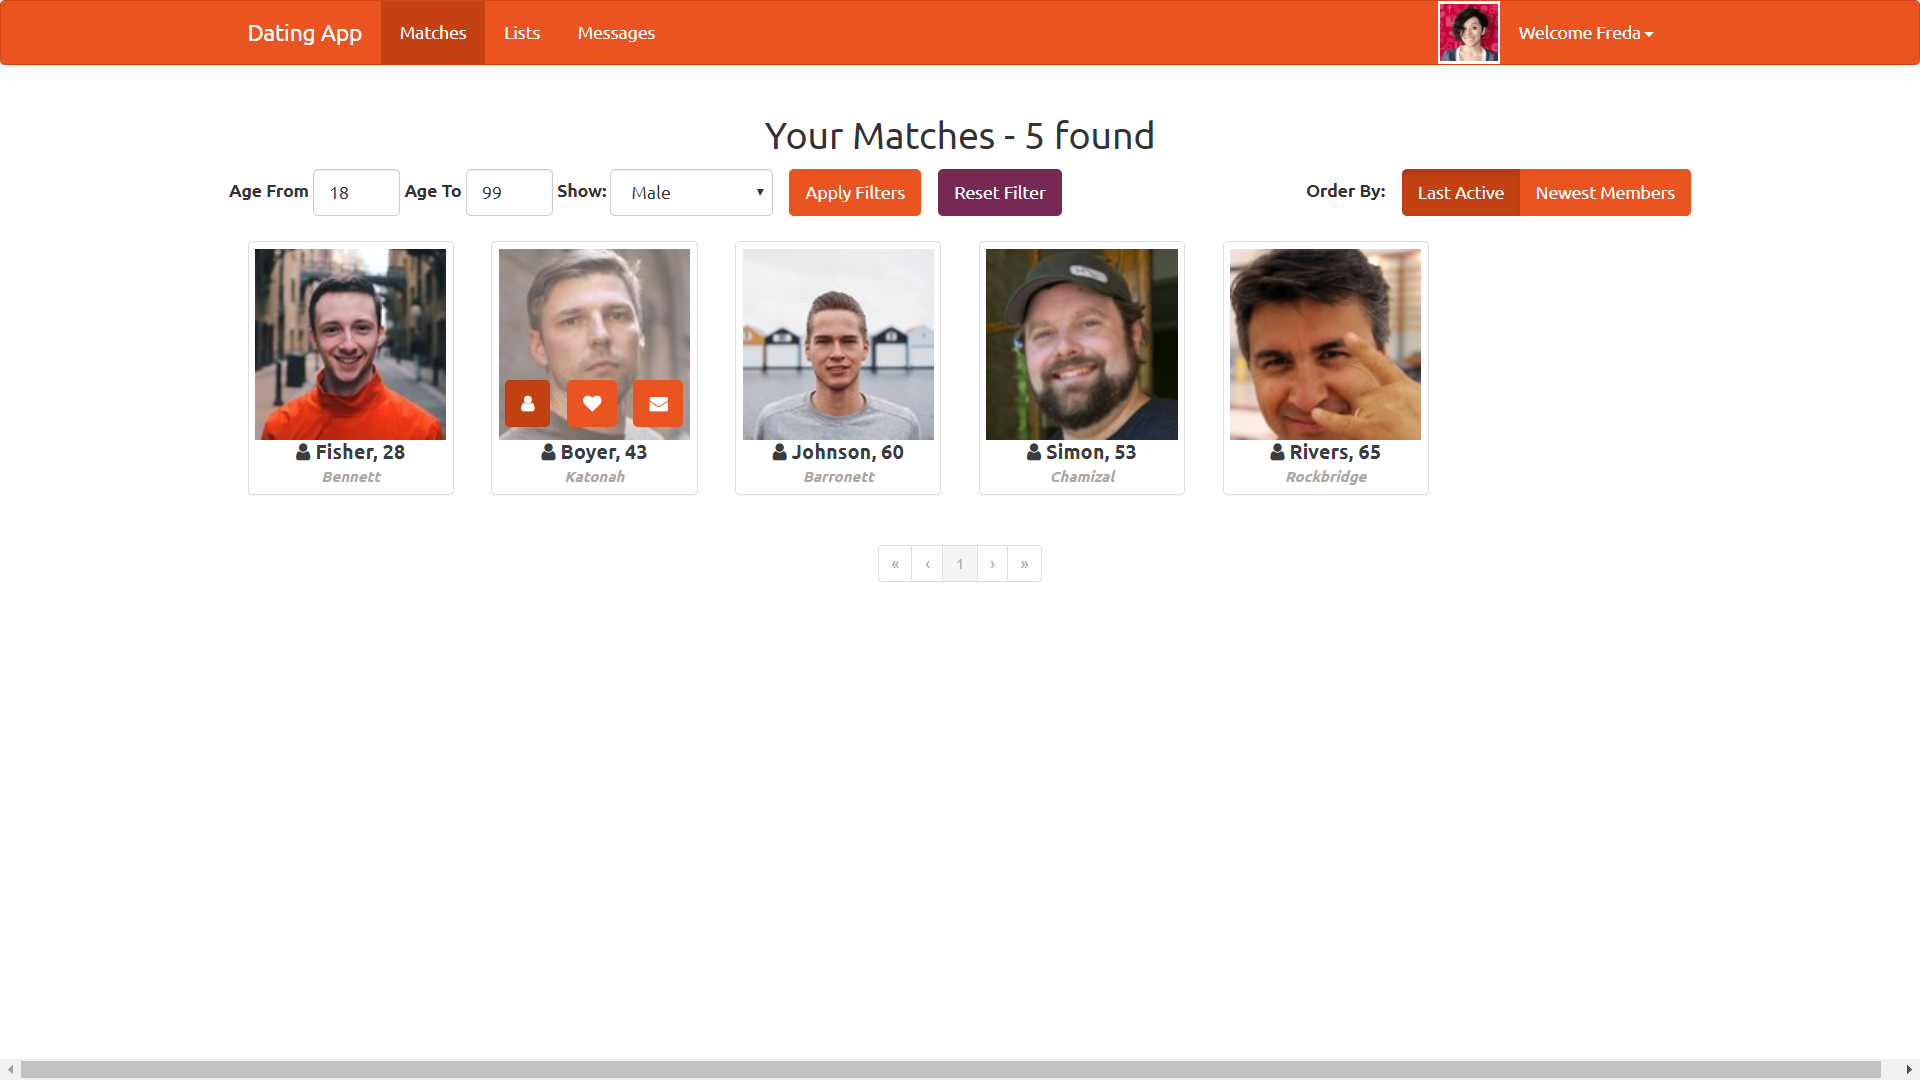 Dating App Matches Lists Messages Welcome Freda
Your Matches - 5 found
Age From 18 Age To 99 Show: Male Apply Filters Reset Filter Order By: Last Active Newest Members
Fisher, 28 Boyer, 43 Johnson, 60 Simon, 53 Rivers, 65
Bennett Katonah Barronett Chamizal Rockbridge
« ‹ 1 › »